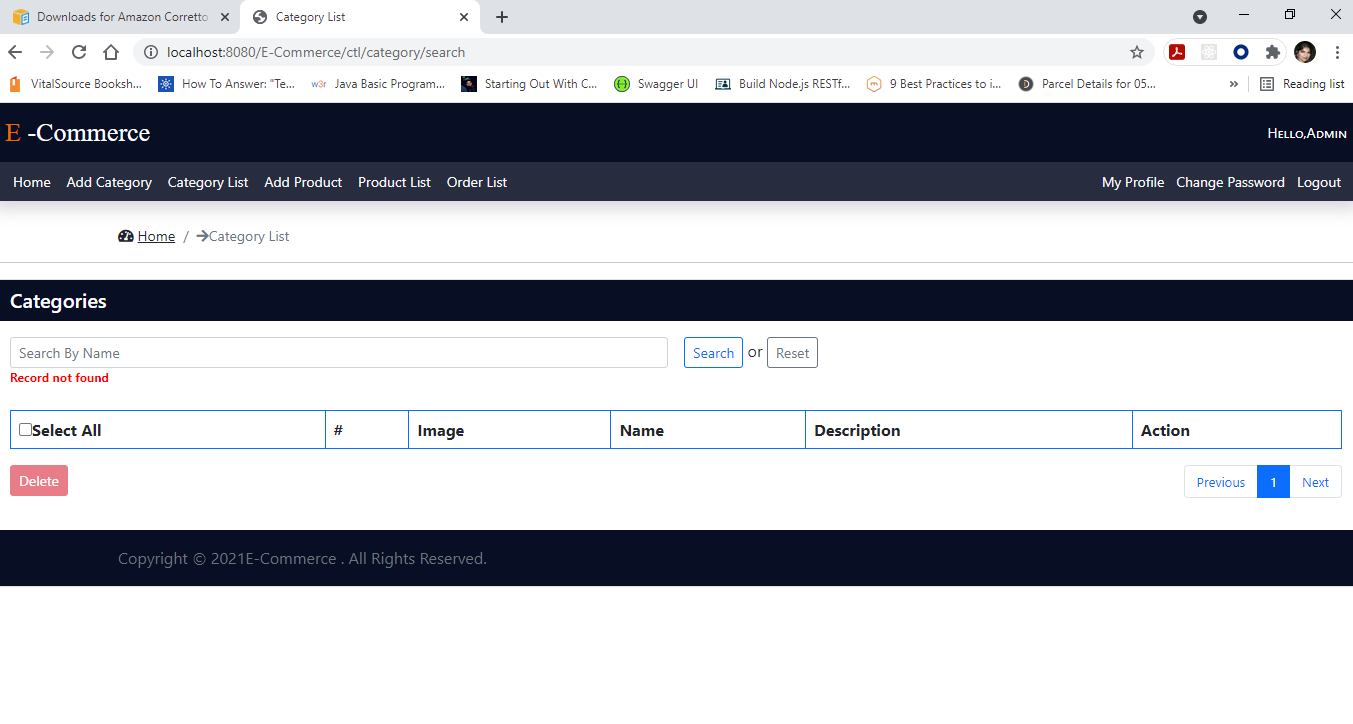 Downloads for Amazon Corretto
Category List
localhost:8080/E-Commerce/ctl/category/search
VitalSource Booksh... How To Answer: "Te... w3r Java Basic Program... Starting Out With C... Swagger UI Build Node.js RESTf... 9 Best Practices to i... Parcel Details for 05... » Reading list
E -Commerce
Hello,Admin
Home Add Category Category List Add Product Product List Order List My Profile Change Password Logout
Home / Category List
Categories
Search By Name Search or Reset
Record not found
Select All # Image Name Description Action
Delete Previous 1 Next
Copyright © 2021E-Commerce . All Rights Reserved.